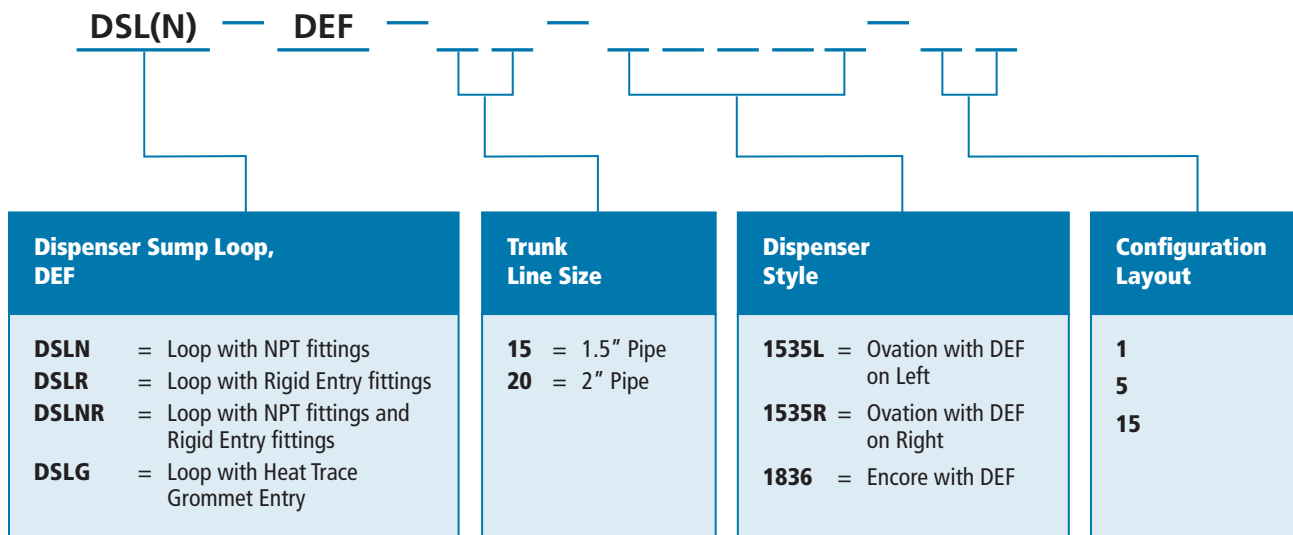 DSL(N) — DEF — — —
Dispenser Sump Loop,
DEF
DSLN = Loop with NPT fittings
DSLR = Loop with Rigid Entry fittings
DSLNR = Loop with NPT fittings and
Rigid Entry fittings
DSLG = Loop with Heat Trace
Grommet Entry
Trunk
Line Size
15 = 1.5" Pipe
20 = 2" Pipe
Dispenser
Style
1535L = Ovation with DEF
on Left
1535R = Ovation with DEF
on Right
1836 = Encore with DEF
Configuration
Layout
1
5
15